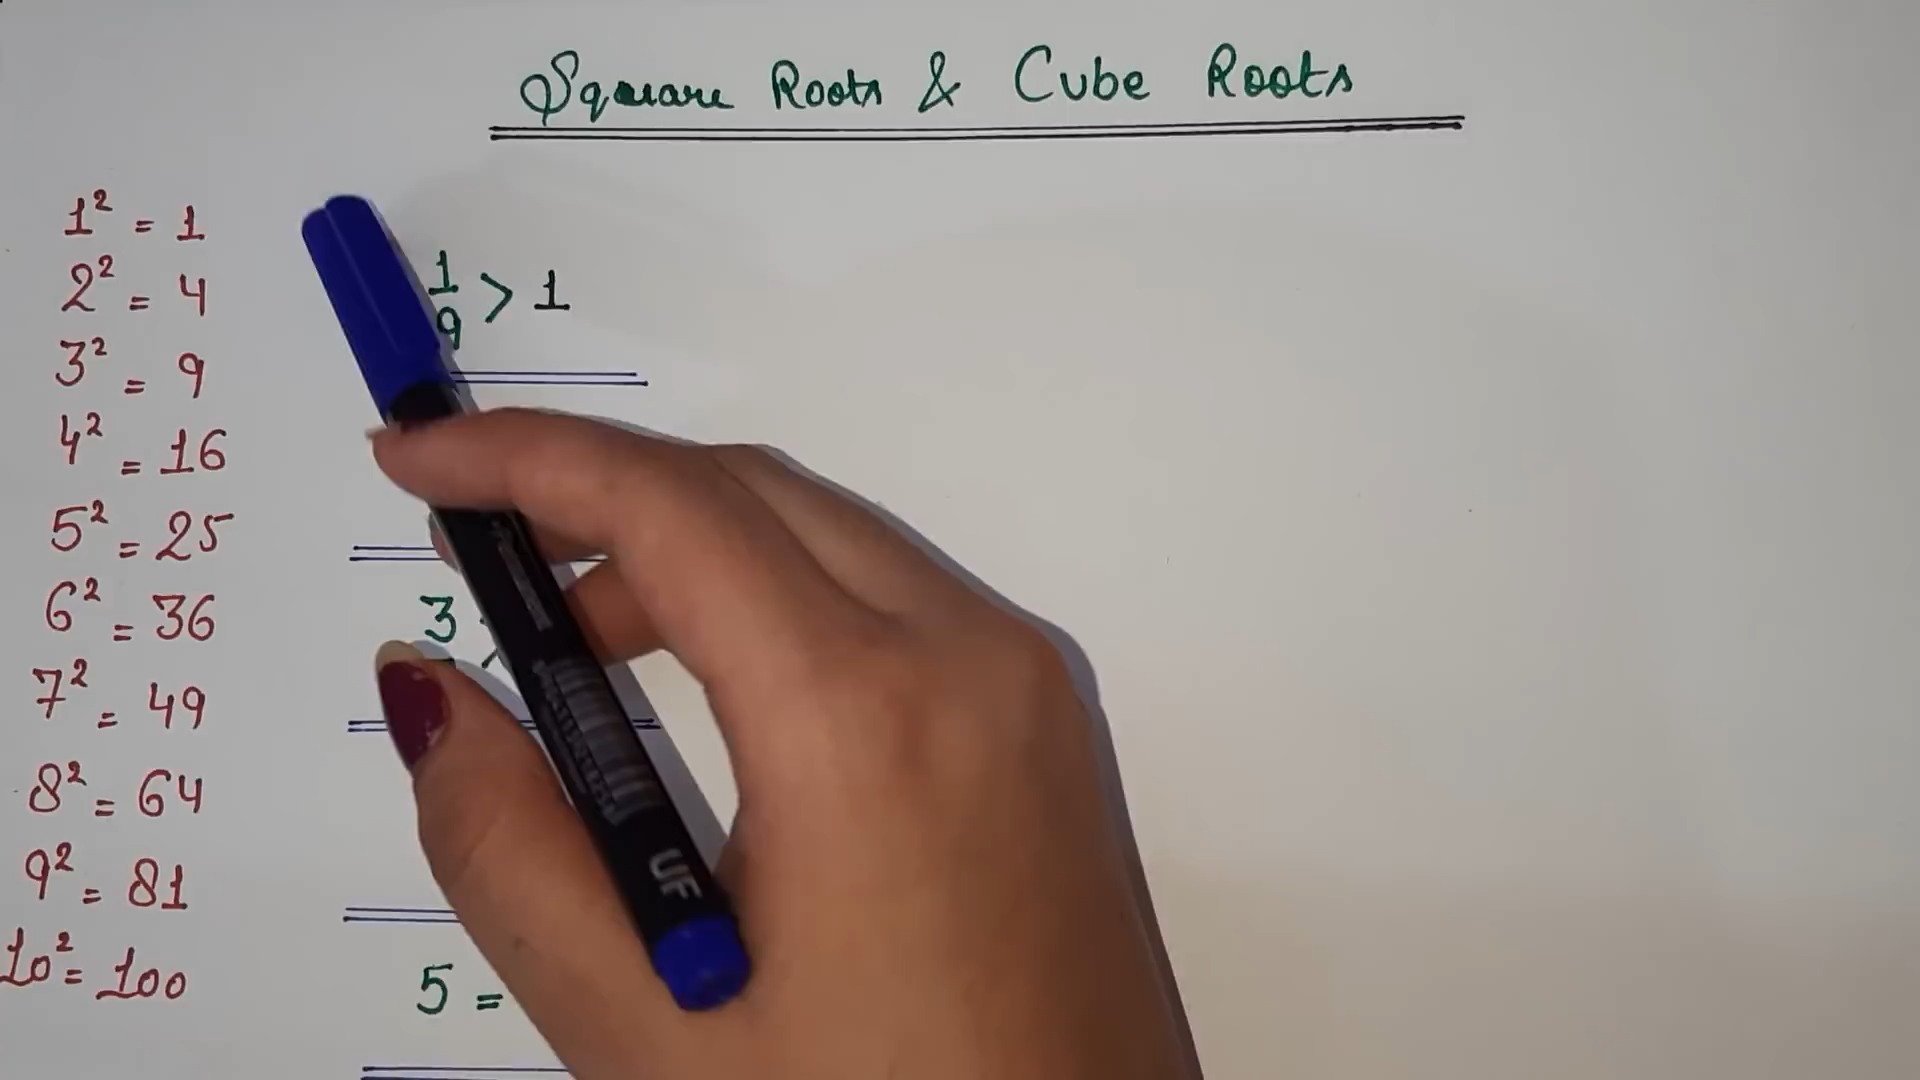 Square Roots & Cube Roots
1² = 1
2² = 4
3² = 9
4² = 16
5² = 25
6² = 36
7² = 49
8² = 64
9² = 81
10² = 100
1/9 > 1
3
5 =
UF